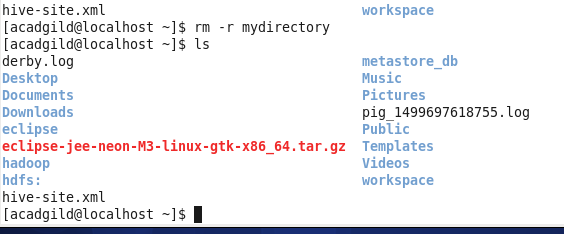 hive-site.xml workspace
[acadgild@localhost ~]$ rm -r mydirectory
[acadgild@localhost ~]$ ls
derby.log metastore_db
Desktop Music
Documents Pictures
Downloads pig_1499697618755.log
eclipse Public
eclipse-jee-neon-M3-linux-gtk-x86_64.tar.gz Templates
hadoop Videos
hdfs: workspace
hive-site.xml
[acadgild@localhost ~]$